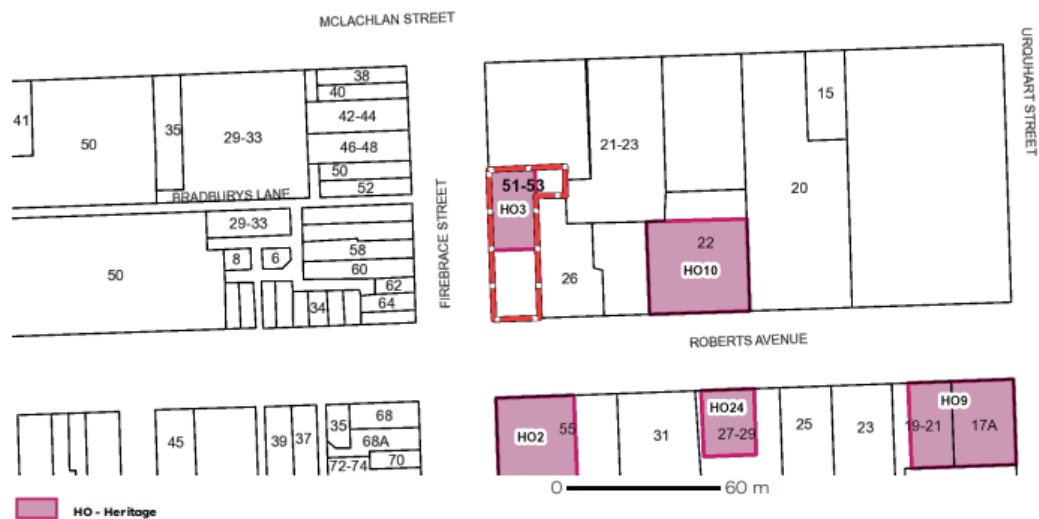 MCLACHLAN STREET
URQUHART STREET
38
40
42-44
46-48
50
52
41
50
35
29-33
15
21-23
20
BRADBURYS LANE
FIREBRACE STREET
51-53
HO3
29-33
58
60
62
64
8
6
34
50
26
22
HO10
ROBERTS AVENUE
45
39
37
35
68
68A
70
72-74
HO2
55
31
HO24
27-29
25
23
HO9
19-21
17A
0 60 m
HO - Heritage